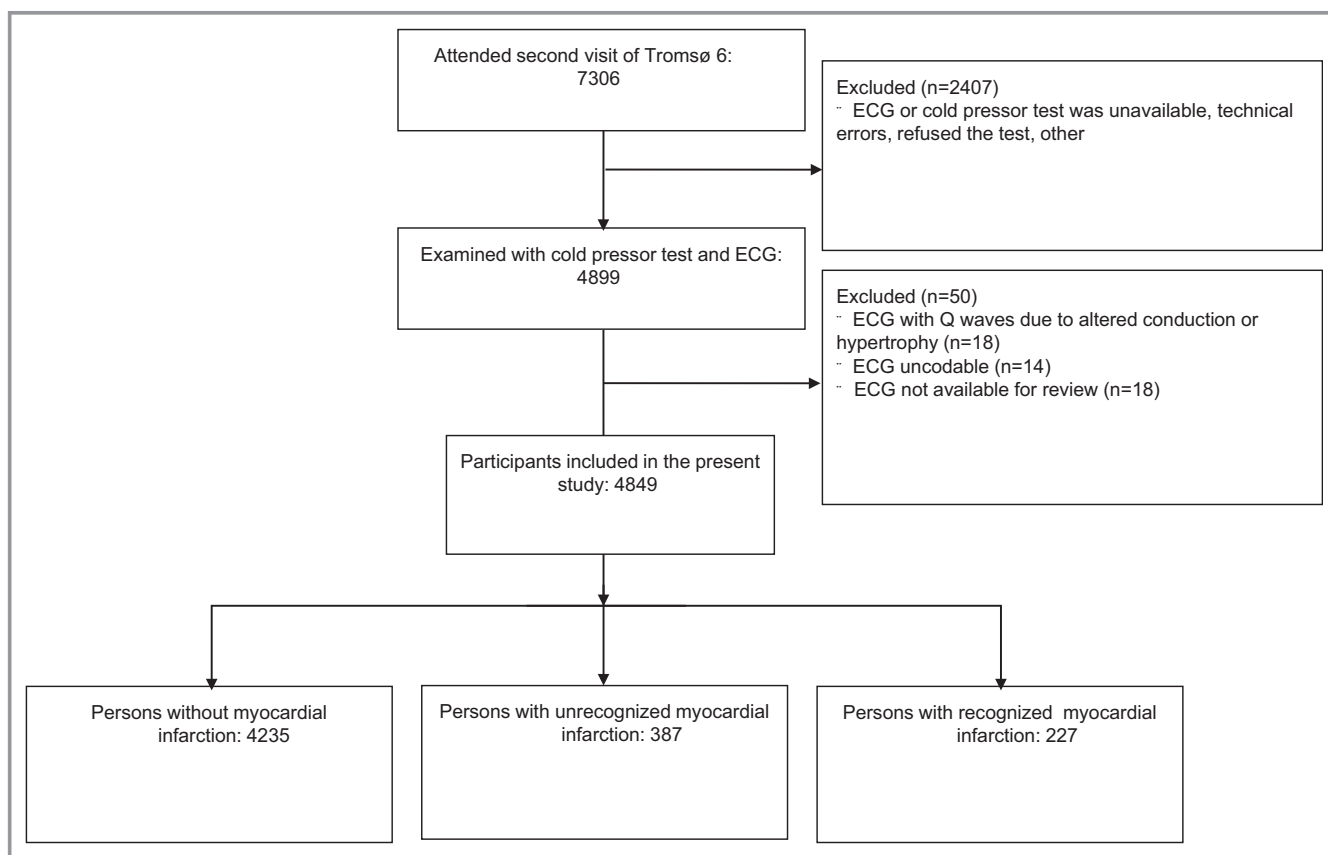 Attended second visit of Tromsø 6:
7306
Excluded (n=2407)
¨ ECG or cold pressor test was unavailable, technical
errors, refused the test, other
Examined with cold pressor test and ECG:
4899
Excluded (n=50)
¨ ECG with Q waves due to altered conduction or
hypertrophy (n=18)
¨ ECG uncodable (n=14)
¨ ECG not available for review (n=18)
Participants included in the present
study: 4849
Persons without myocardial
infarction: 4235
Persons with unrecognized myocardial
infarction: 387
Persons with recognized myocardial
infarction: 227